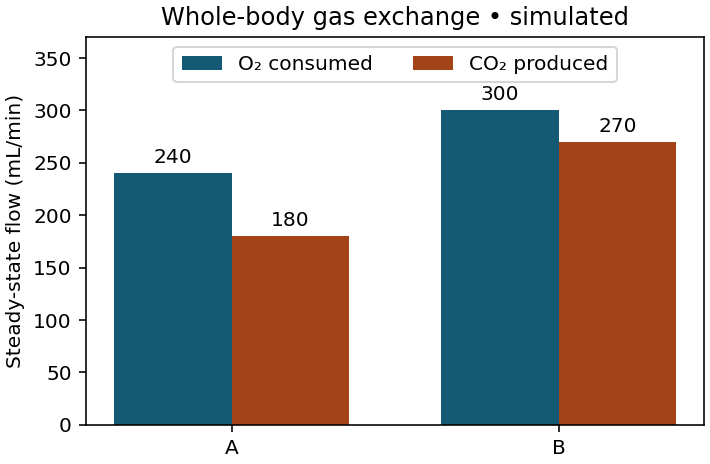 Whole-body gas exchange • simulated
O₂ consumed CO₂ produced
Steady-state flow (mL/min)
350
300
250
200
150
100
50
0
240
180
300
270
A
B